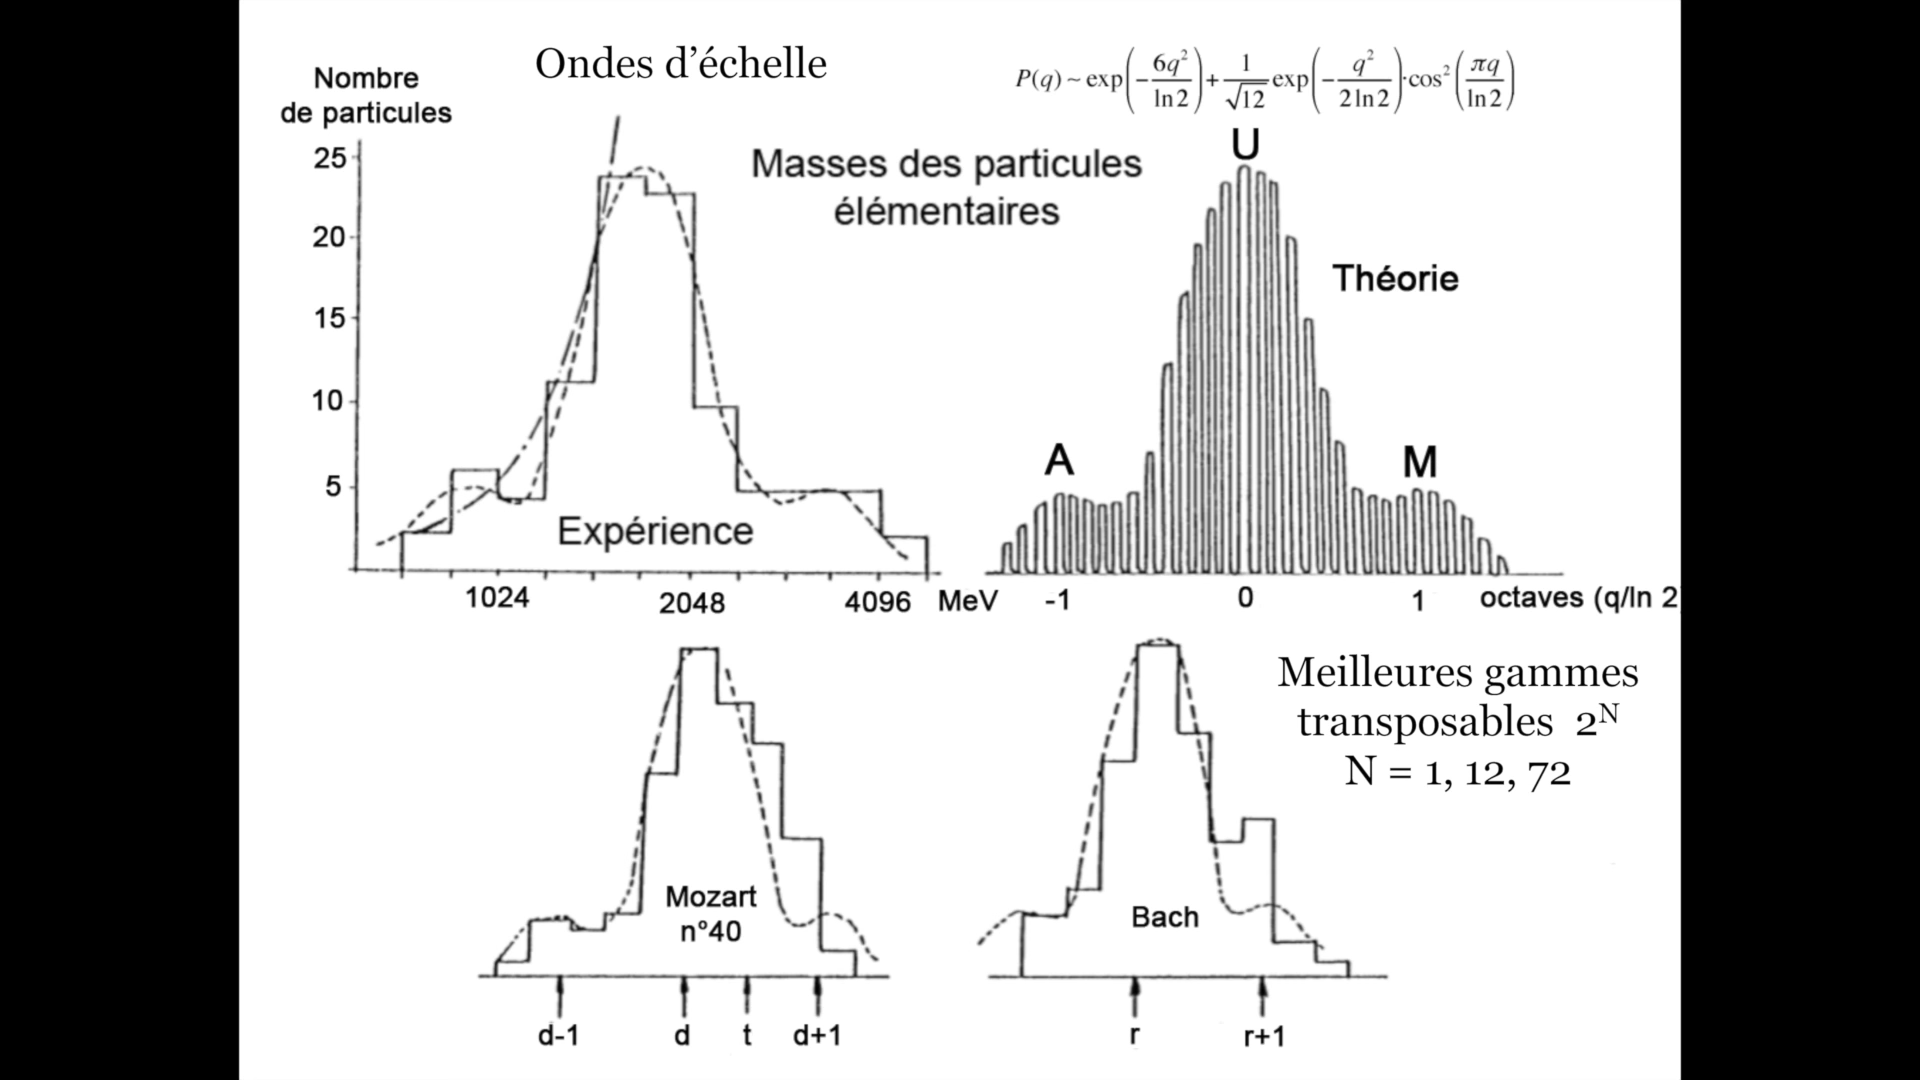 Ondes d’échelle
P(q) ~ exp(-6q²/ln2) + 1/√12 exp(-q²/2ln2)·cos²(πq/ln2)
Nombre
de particules
25
20
15
10
5
Masses des particules
élémentaires
Expérience
1024
2048
4096
MeV
U
Théorie
A
M
-1
0
1
octaves (q/ln 2
Mozart
n°40
d-1
d
t
d+1
Bach
r
r+1
Meilleures gammes
transposables 2ᴺ
N = 1, 12, 72